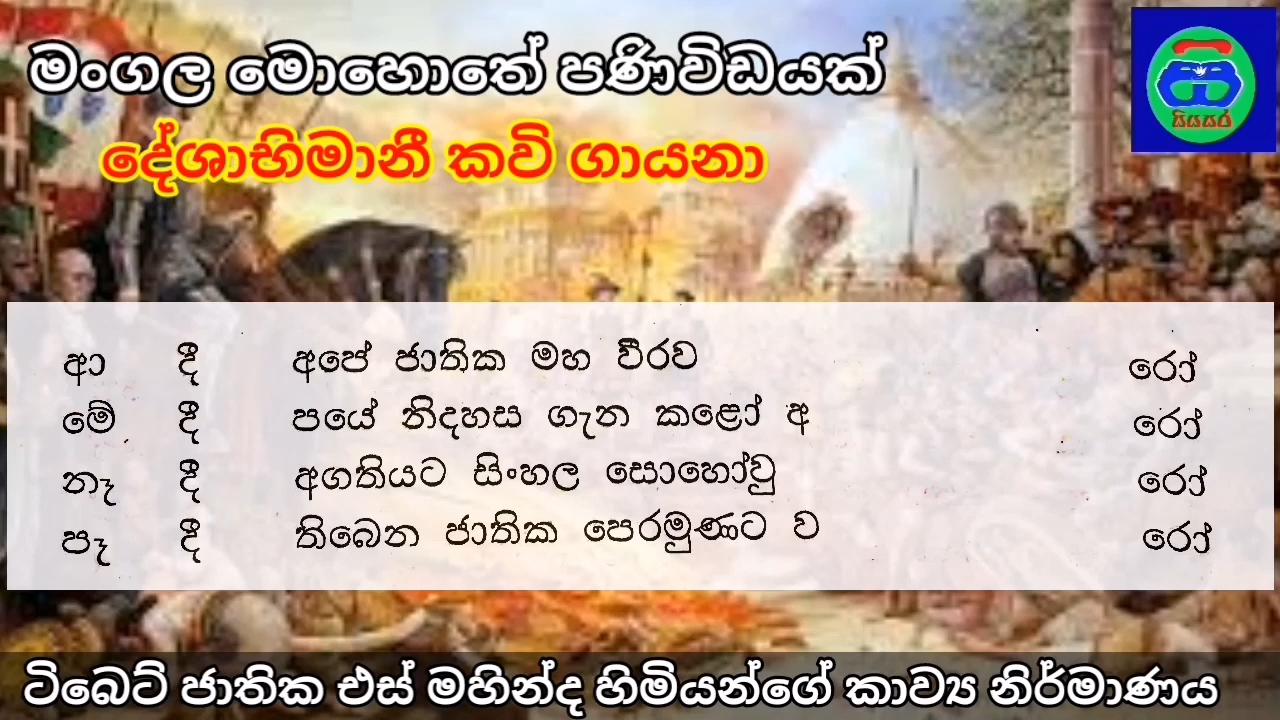 මංගල මොහොතේ පණිවිඩයක්
සියසර
දේශාභිමානී කවි ගායනා
ආ දී අපේ ජාතික මහ වීරව රෝ
මේ දී පයේ නිදහස ගැන කළෝ අ රෝ
නෑ දී අගතියට සිංහල සොහෝවු රෝ
පෑ දී තිබෙන ජාතික පෙරමුණට ව රෝ
ටිබෙට් ජාතික එස් මහින්ද හිමියන්ගේ කාව්‍ය නිර්මාණය